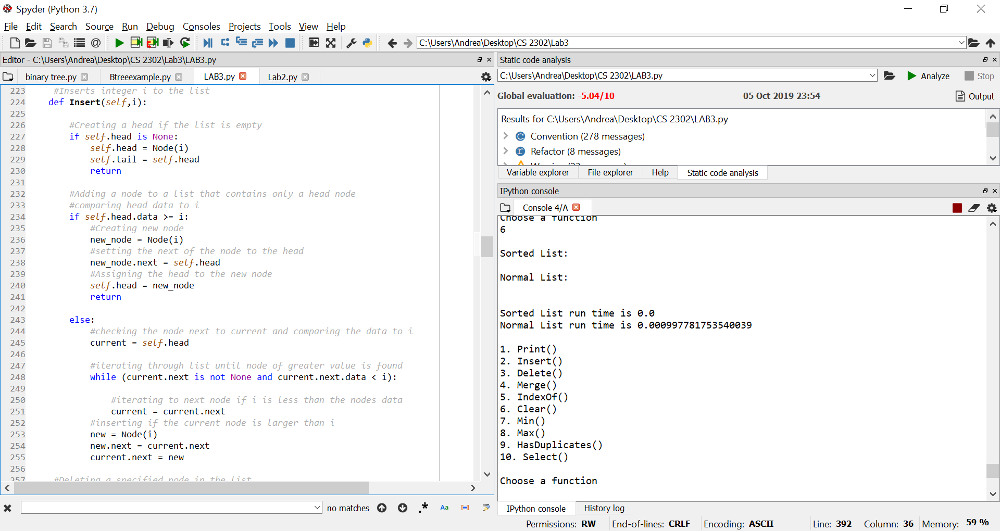 Spyder (Python 3.7)
File Edit Search Source Run Debug Consoles Projects Tools View Help
C:\Users\Andrea\Desktop\CS 2302\Lab3
Editor - C:\Users\Andrea\Desktop\CS 2302\Lab3\LAB3.py
binary tree.py Btreeexample.py LAB3.py Lab2.py
223 #Inserts integer i to the list
224 def Insert(self,i):
225
226 #Creating a head if the list is empty
227 if self.head is None:
228 self.head = Node(i)
229 self.tail = self.head
230 return
231
232 #Adding a node to a list that contains only a head node
233 #comparing head data to i
234 if self.head.data >= i:
235 #Creating new node
236 new_node = Node(i)
237 #setting the next of the node to the head
238 new_node.next = self.head
239 #Assigning the head to the new node
240 self.head = new_node
241 return
242
243 else:
244 #checking the node next to current and comparing the data to i
245 current = self.head
246
247 #iterating through list until node of greater value is found
248 while (current.next is not None and current.next.data < i):
249
250 #iterating to next node if i is less than the nodes data
251 current = current.next
252 #inserting if the current node is larger than i
253 new = Node(i)
254 new.next = current.next
255 current.next = new
256
257 #Deleting a specified node in the list
no matches
Aa
Static code analysis
C:\Users\Andrea\Desktop\CS 2302\LAB3.py
Analyze Stop
Global evaluation: -5.04/10 05 Oct 2019 23:54 Output
Results for C:\Users\Andrea\Desktop\CS 2302\LAB3.py
Convention (278 messages)
Refactor (8 messages)
Variable explorer File explorer Help Static code analysis
IPython console
Console 4/A
Choose a function
6
Sorted List:
Normal List:
Sorted List run time is 0.0
Normal List run time is 0.000997781753540039
1. Print()
2. Insert()
3. Delete()
4. Merge()
5. IndexOf()
6. Clear()
7. Min()
8. Max()
9. HasDuplicates()
10. Select()
Choose a function
IPython console History log
Permissions: RW End-of-lines: CRLF Encoding: ASCII Line: 392 Column: 36 Memory: 59 %